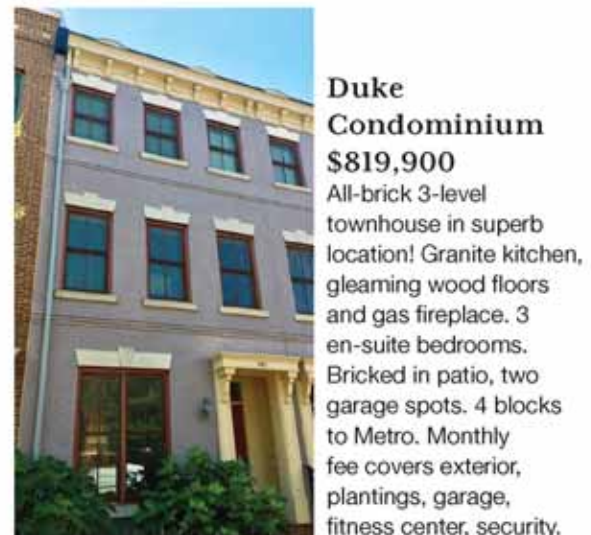 Duke
Condominium
$819,900
All-brick 3-level
townhouse in superb
location! Granite kitchen,
gleaming wood floors
and gas fireplace. 3
en-suite bedrooms.
Bricked in patio, two
garage spots. 4 blocks
to Metro. Monthly
fee covers exterior,
plantings, garage,
fitness center, security.